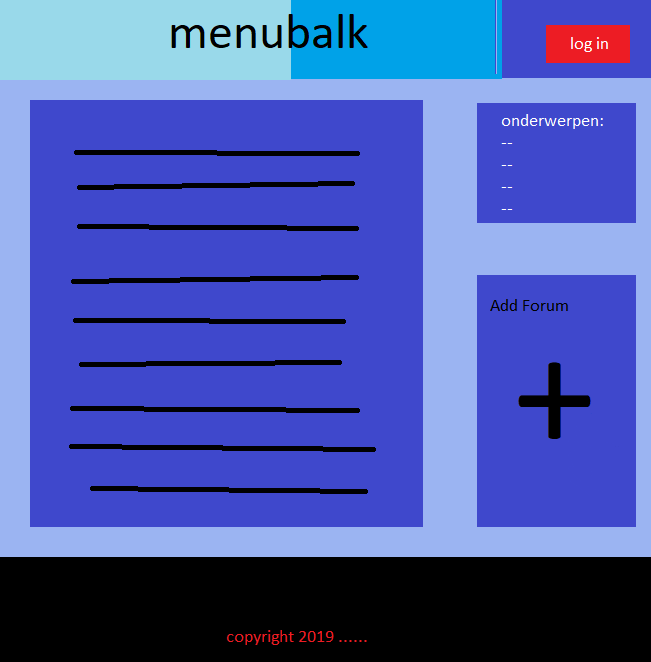 menubalk
log in
onderwerpen:
--
--
--
--
Add Forum
copyright 2019 ......